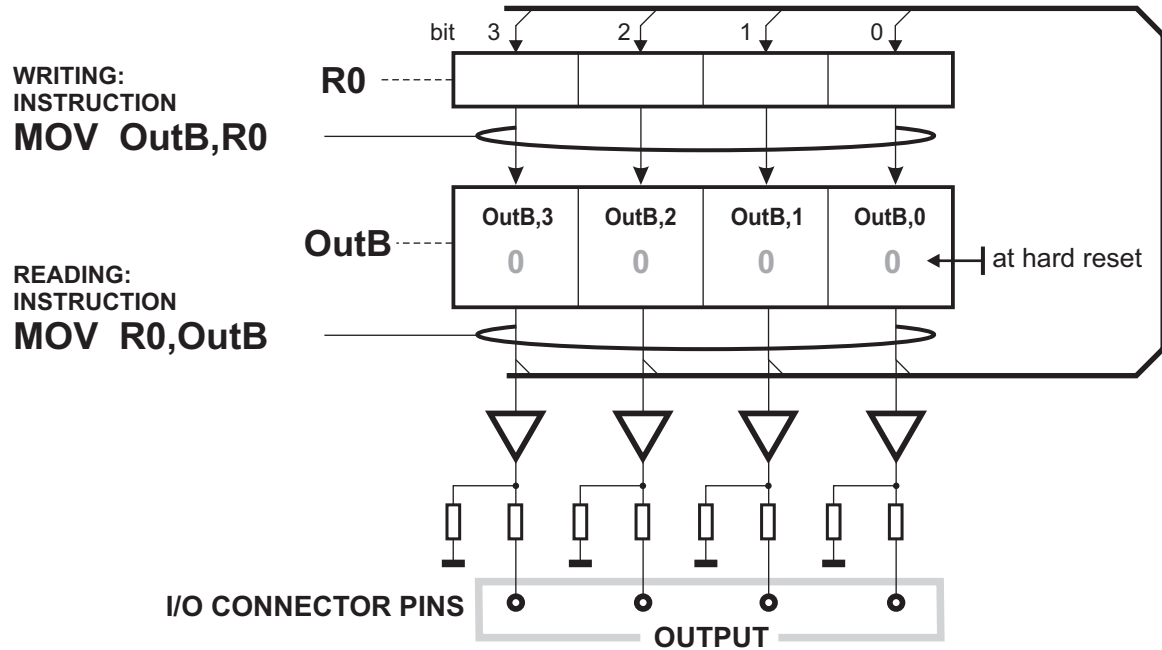 bit 3 2 1 0
WRITING:
INSTRUCTION
MOV OutB,R0
R0
OutB,3 OutB,2 OutB,1 OutB,0
OutB
0 0 0 0
at hard reset
READING:
INSTRUCTION
MOV R0,OutB
I/O CONNECTOR PINS
OUTPUT